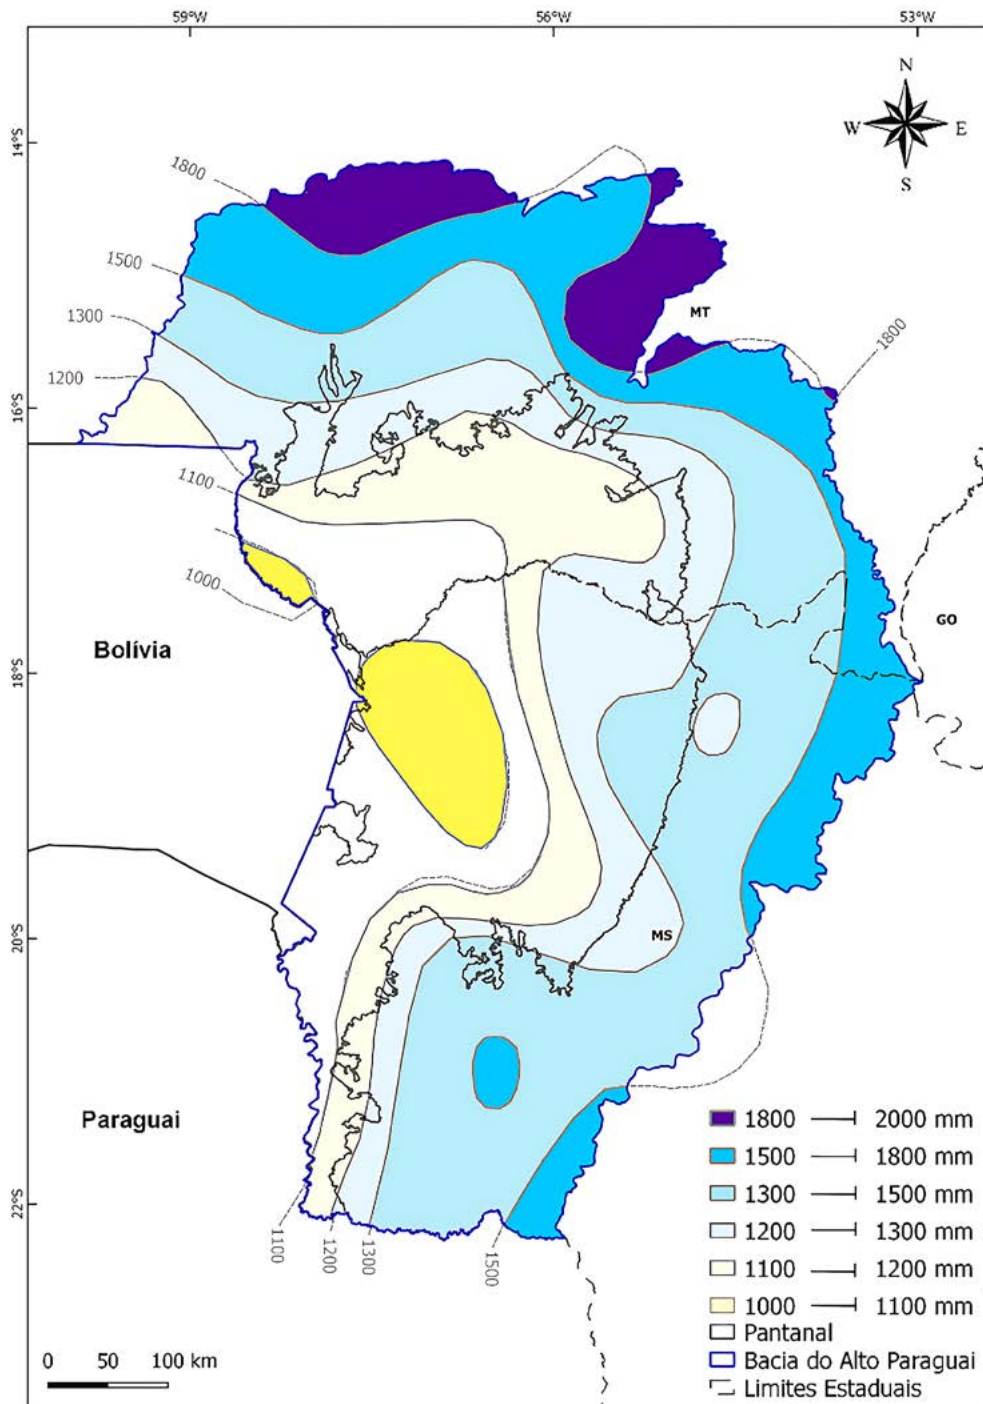 59°W 56°W 53°W
N
W E
S
14°S
1800
1500
1300
MT
1800
1200
16°S
1100
1000
GO
Bolívia
18°S
MS
20°S
Paraguai
1800 2000 mm
1500 1800 mm
1300 1500 mm
22°S
1200 1300 mm
1100 1200 300 1500
1100 1200 mm
1000 1100 mm
Pantanal
0 50 100 km
Bacia do Alto Paraguai
Limites Estaduais